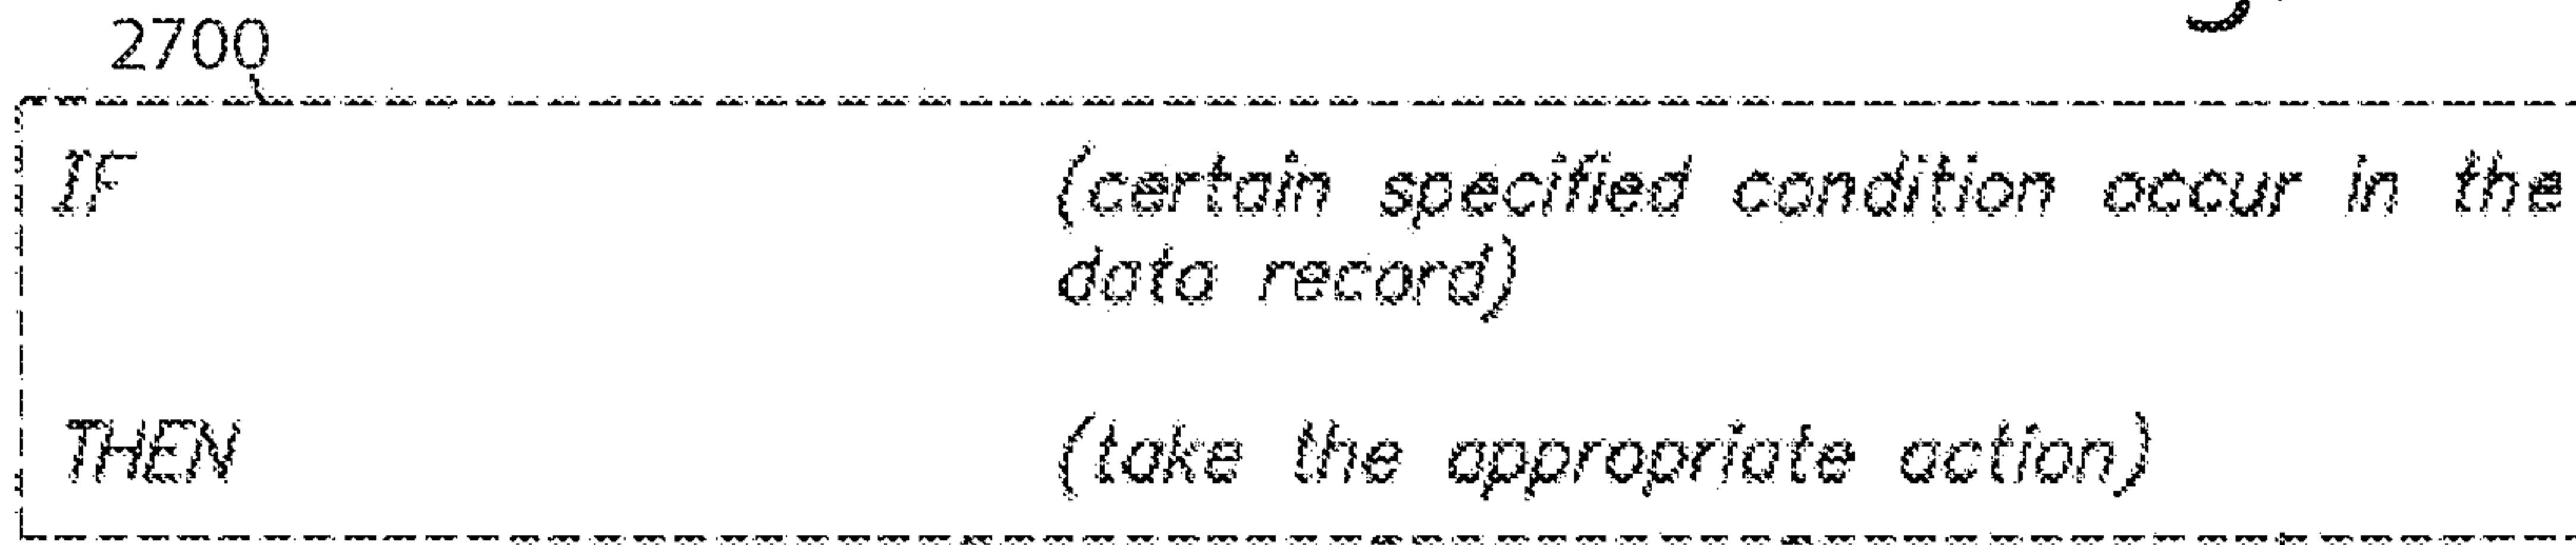 2700
IF (certain specified condition occur in the
data record)
THEN (take the appropriate action)